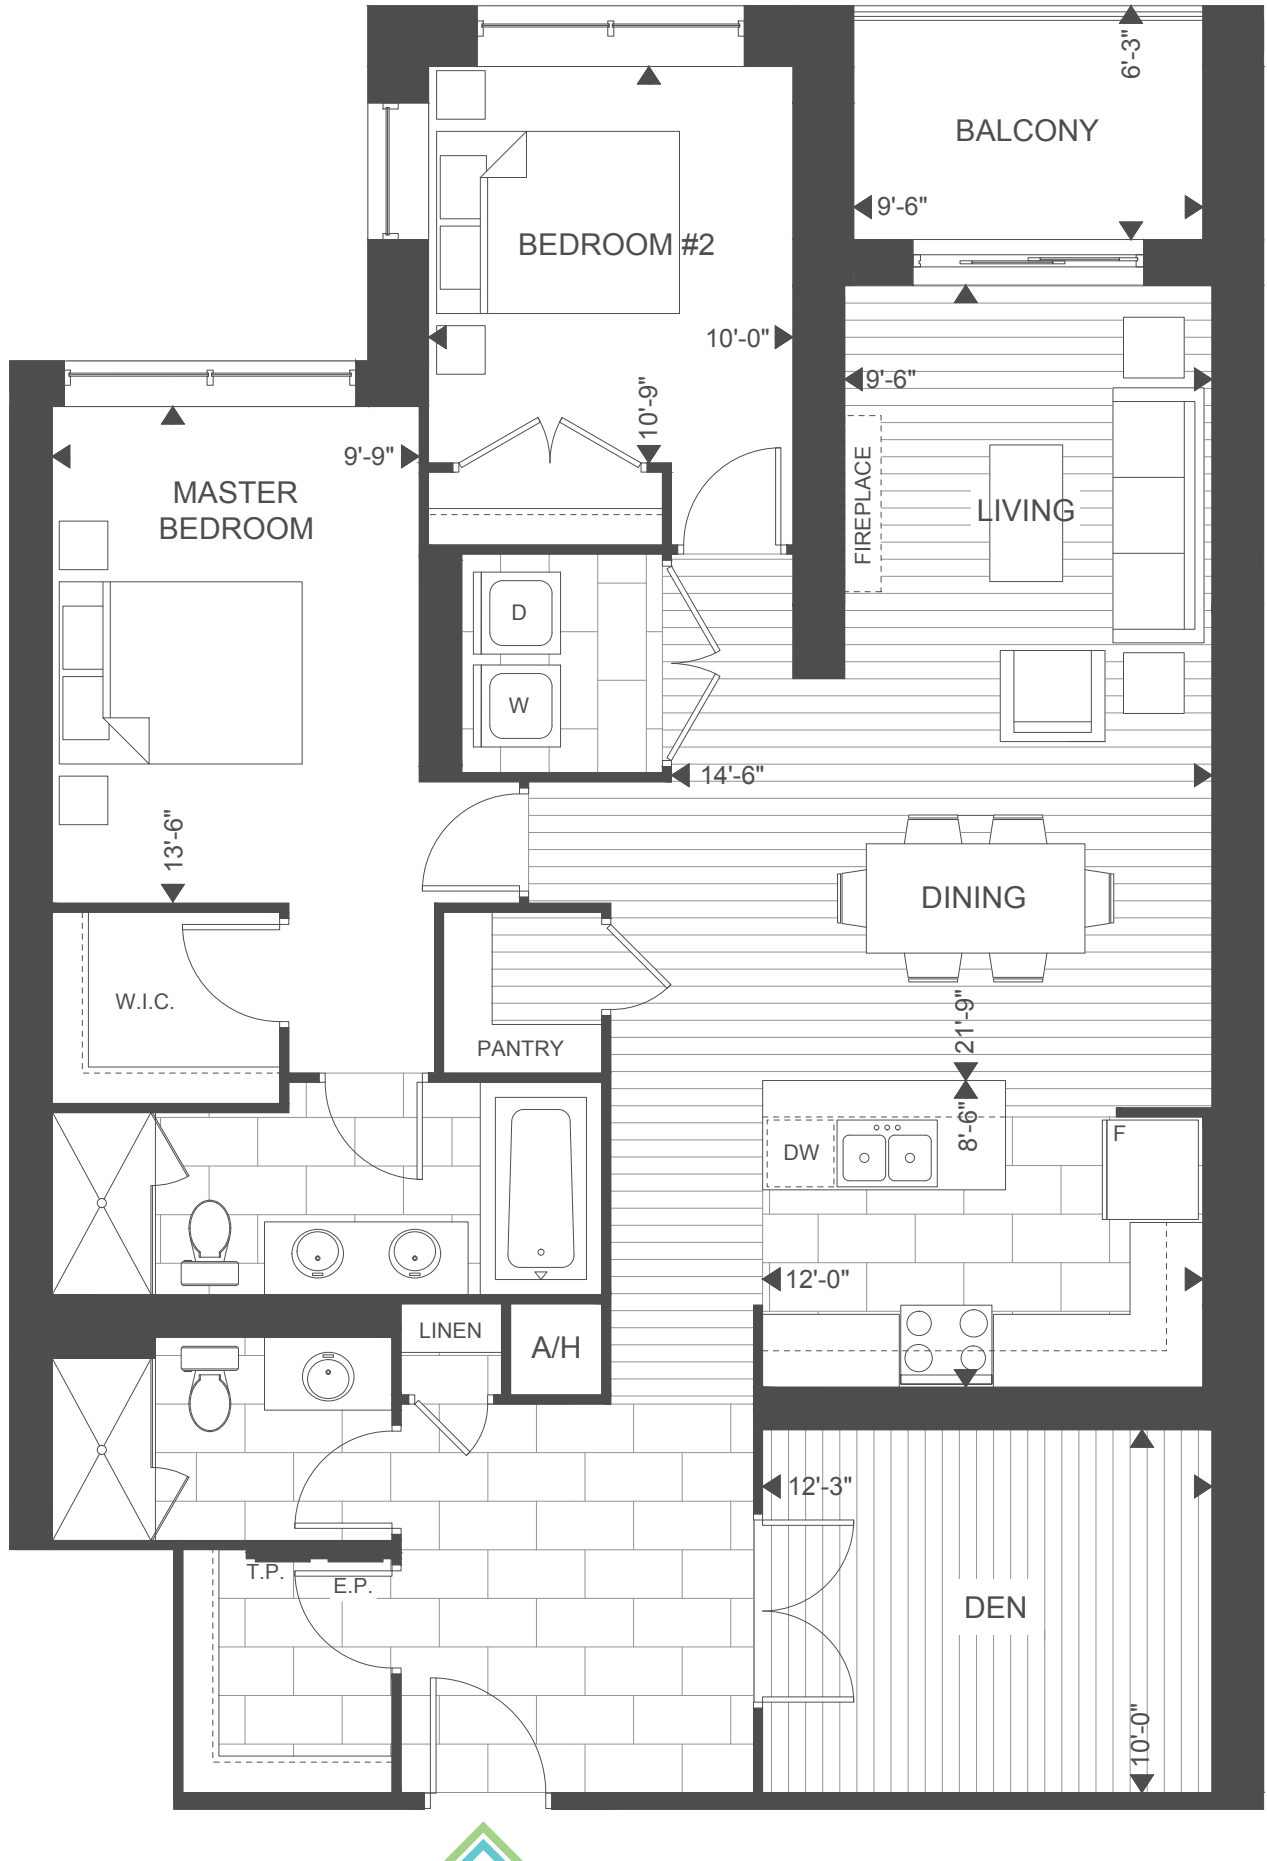 6'-3"
BALCONY
9'-6"
BEDROOM #2
10'-0"
10'-9"
9'-6"
9'-9"
MASTER
BEDROOM
FIREPLACE
LIVING
D
W
14'-6"
13'-6"
DINING
W.I.C.
PANTRY
21'-9"
8'-6"
DW
F
12'-0"
LINEN
A/H
12'-3"
T.P.
E.P.
DEN
10'-0"